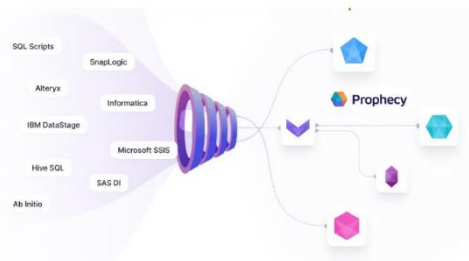 SQL Scripts
SnapLogic
Alteryx
Informatica
Prophecy
IBM DataStage
Microsoft SSIS
Hive SQL
SAS DI
Ab Initio